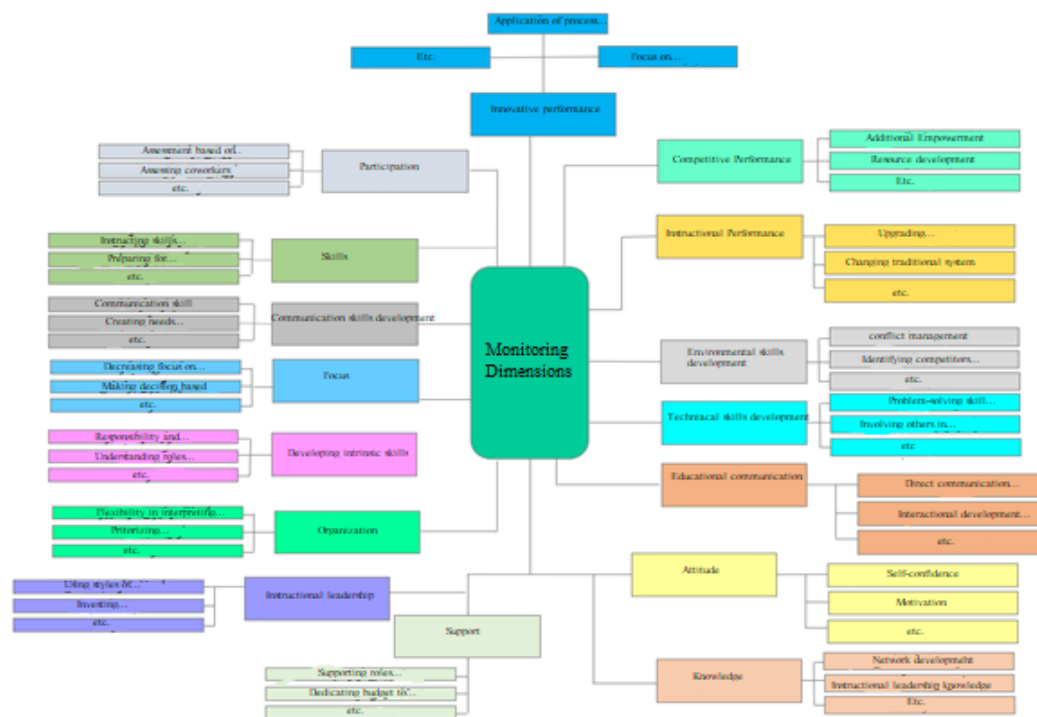 Application of process...
Etc.
Focus on...
Innovative performance
Assessment based on...
Assessing coworkers
etc.
Participation
Competitive Performance
Additional Empowerment
Resource development
Etc.
Instructing skills...
Preparing for...
etc.
Skills
Instructional Performance
Upgrading...
Changing traditional system
etc.
Communication skill
Creating needs...
etc.
Communication skills development
Monitoring
Dimensions
Environmental skills
development
conflict management
Identifying competitors...
etc.
Decreasing focus on...
Making decision based
etc.
Focus
Techniacal skills development
Problem-solving skill...
Involving others in...
etc
Responsibility and...
Understanding roles...
etc.
Developing intrinsic skills
Educational communication
Direct communication...
Interactional development...
etc.
Flexibility in interpreting...
Pritorizing...
etc.
Organization
Attitude
Self-confidence
Motivation
etc.
Using styles of...
Investing...
etc.
Instructional leadership
Support
Supporting roles...
Dedicating budget to...
etc.
Knowledge
Network development
Instructional leadership knowledge
Etc.